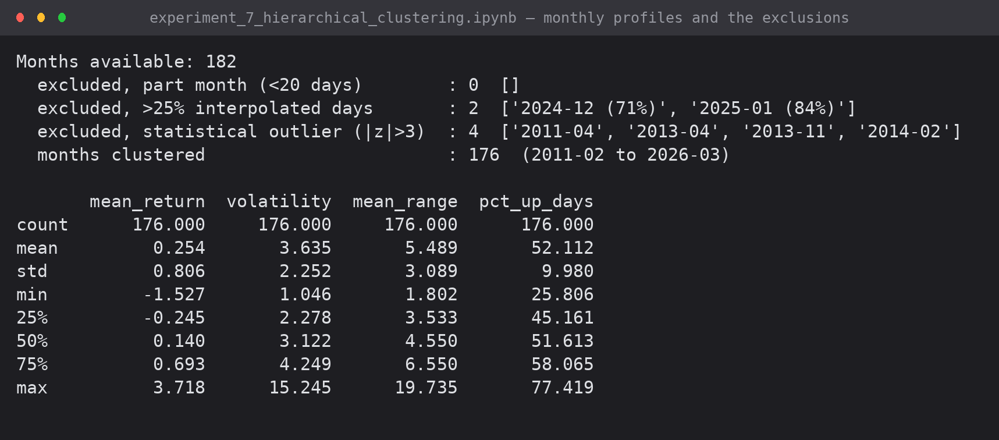 experiment_7_hierarchical_clustering.ipynb — monthly profiles and the exclusions
Months available: 182
  excluded, part month (<20 days)        : 0  []
  excluded, >25% interpolated days       : 2  ['2024-12 (71%)', '2025-01 (84%)']
  excluded, statistical outlier (|z|>3)  : 4  ['2011-04', '2013-04', '2013-11', '2014-02']
  months clustered                       : 176  (2011-02 to 2026-03)
       mean_return  volatility  mean_range  pct_up_days
count      176.000     176.000     176.000      176.000
mean         0.254       3.635       5.489       52.112
std          0.806       2.252       3.089        9.980
min         -1.527       1.046       1.802       25.806
25%         -0.245       2.278       3.533       45.161
50%          0.140       3.122       4.550       51.613
75%          0.693       4.249       6.550       58.065
max          3.718      15.245      19.735       77.419